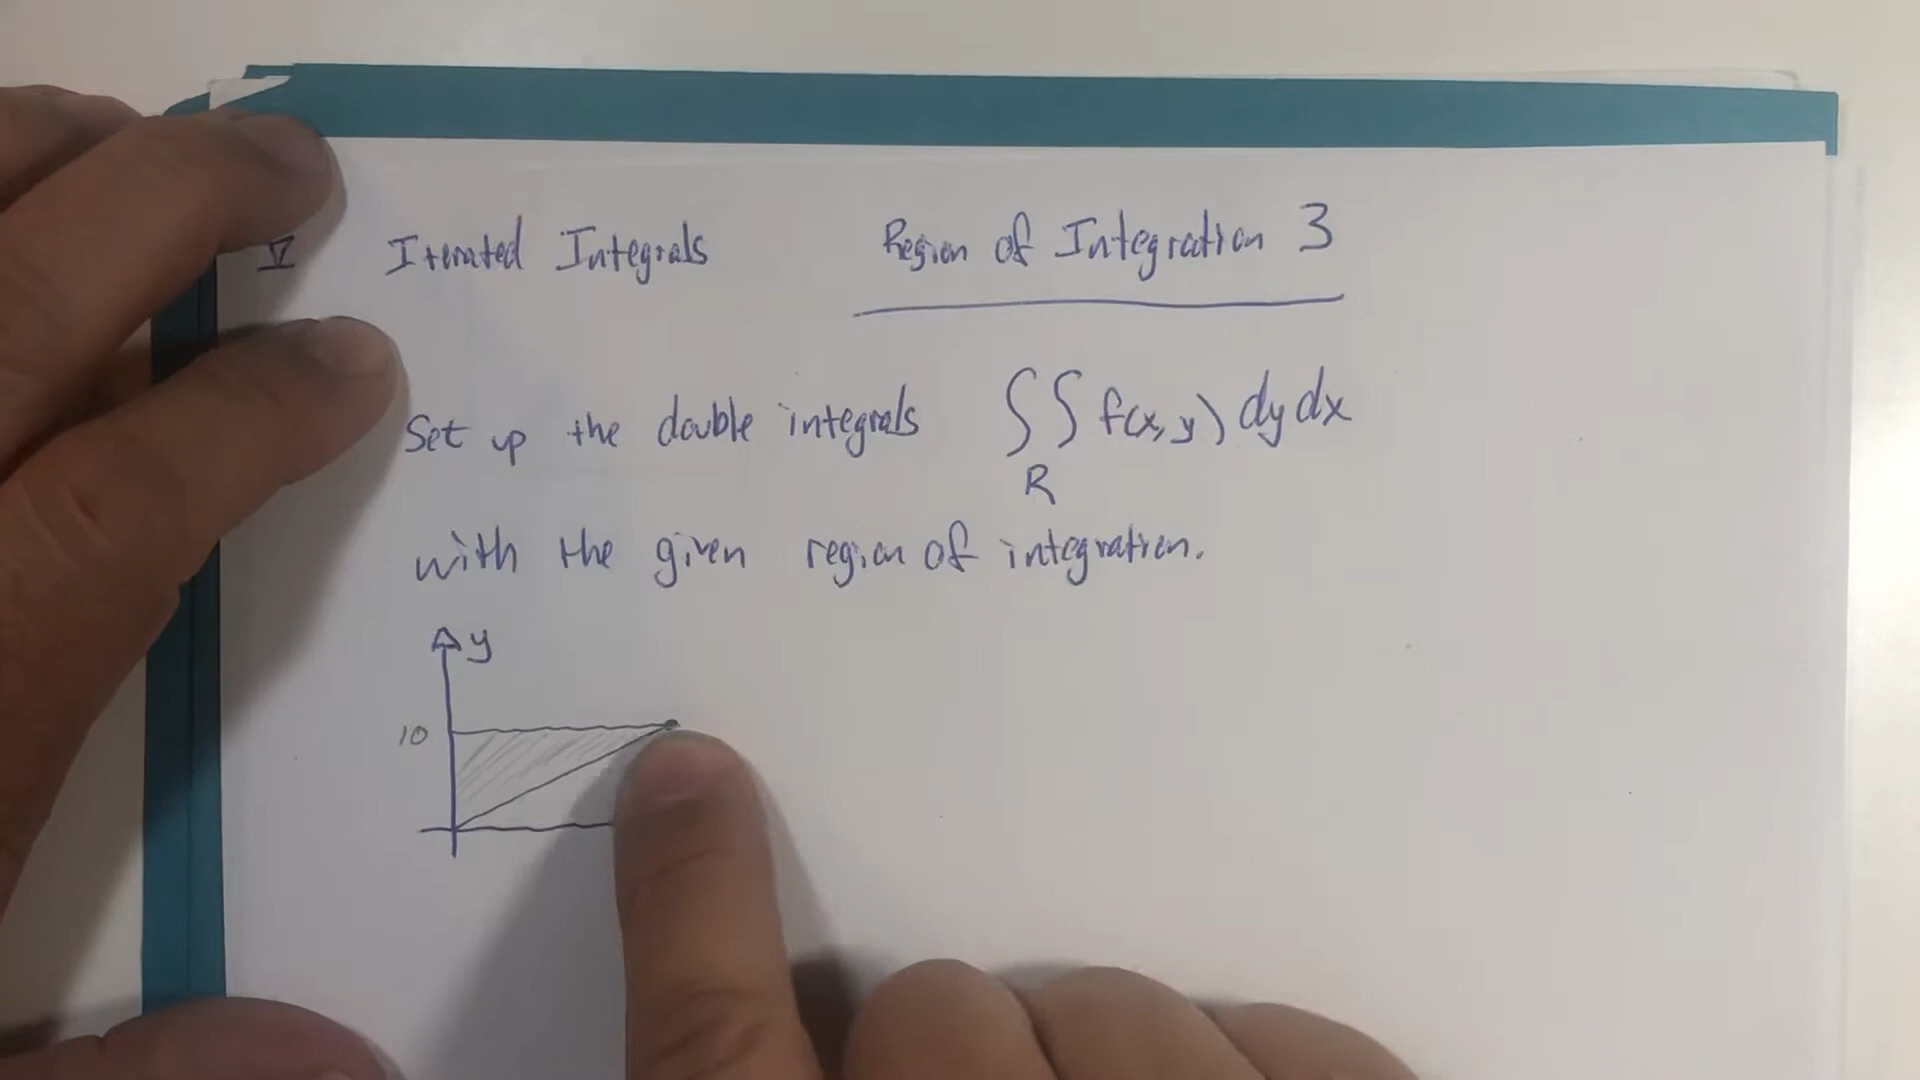 V Iterated Integrals Region of Integration 3
Set up the double integrals ∫∫ f(x, y) dy dx
R
with the given region of integration.
y
10